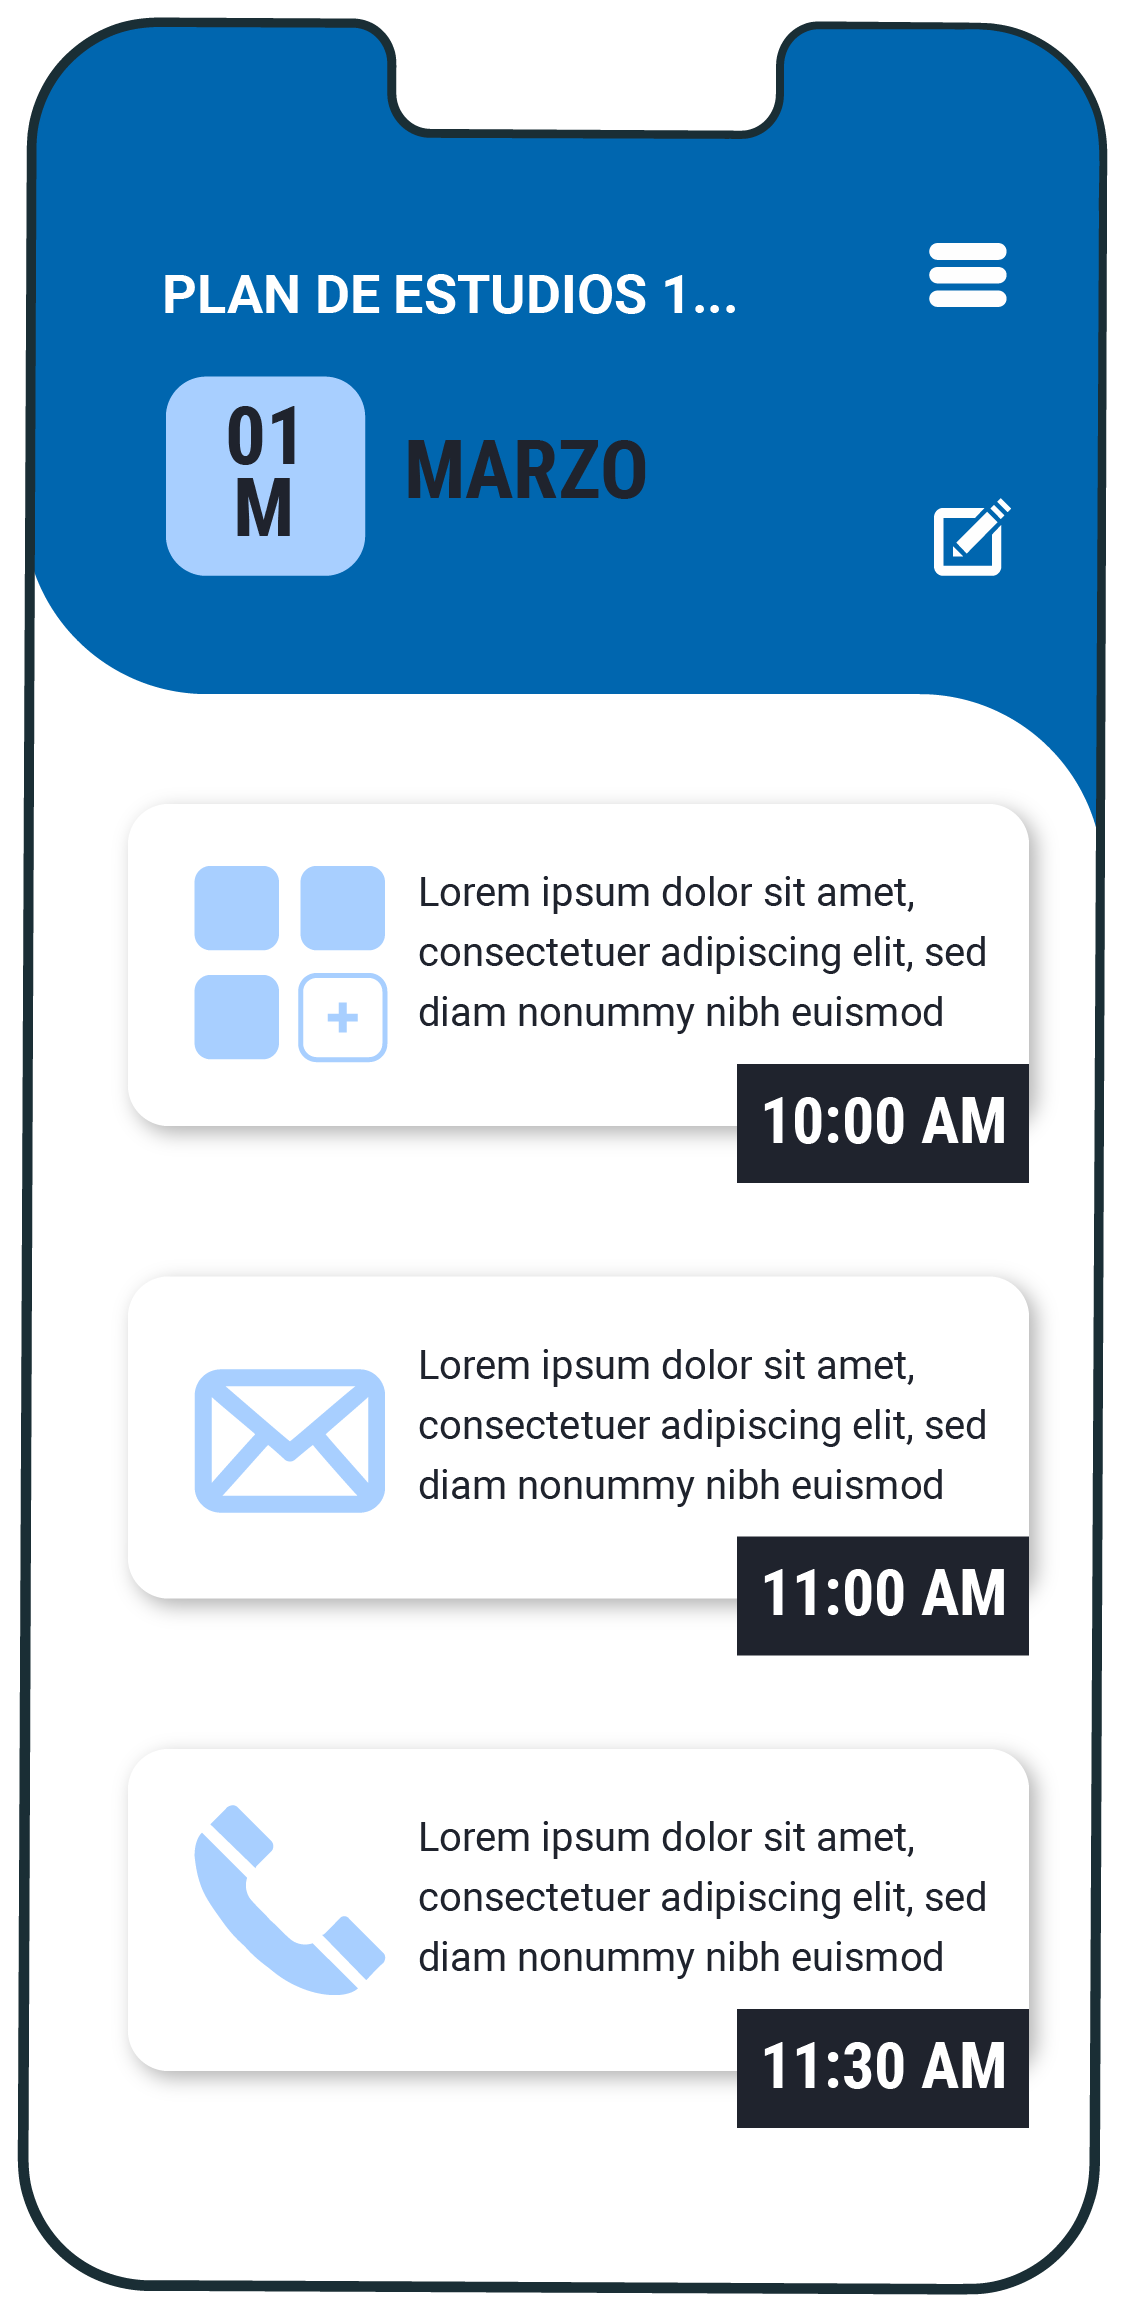 PLAN DE ESTUDIOS 1...
01
M
MARZO
Lorem ipsum dolor sit amet,
consectetuer adipiscing elit, sed
diam nonummy nibh euismod
10:00 AM
Lorem ipsum dolor sit amet,
consectetuer adipiscing elit, sed
diam nonummy nibh euismod
11:00 AM
Lorem ipsum dolor sit amet,
consectetuer adipiscing elit, sed
diam nonummy nibh euismod
11:30 AM